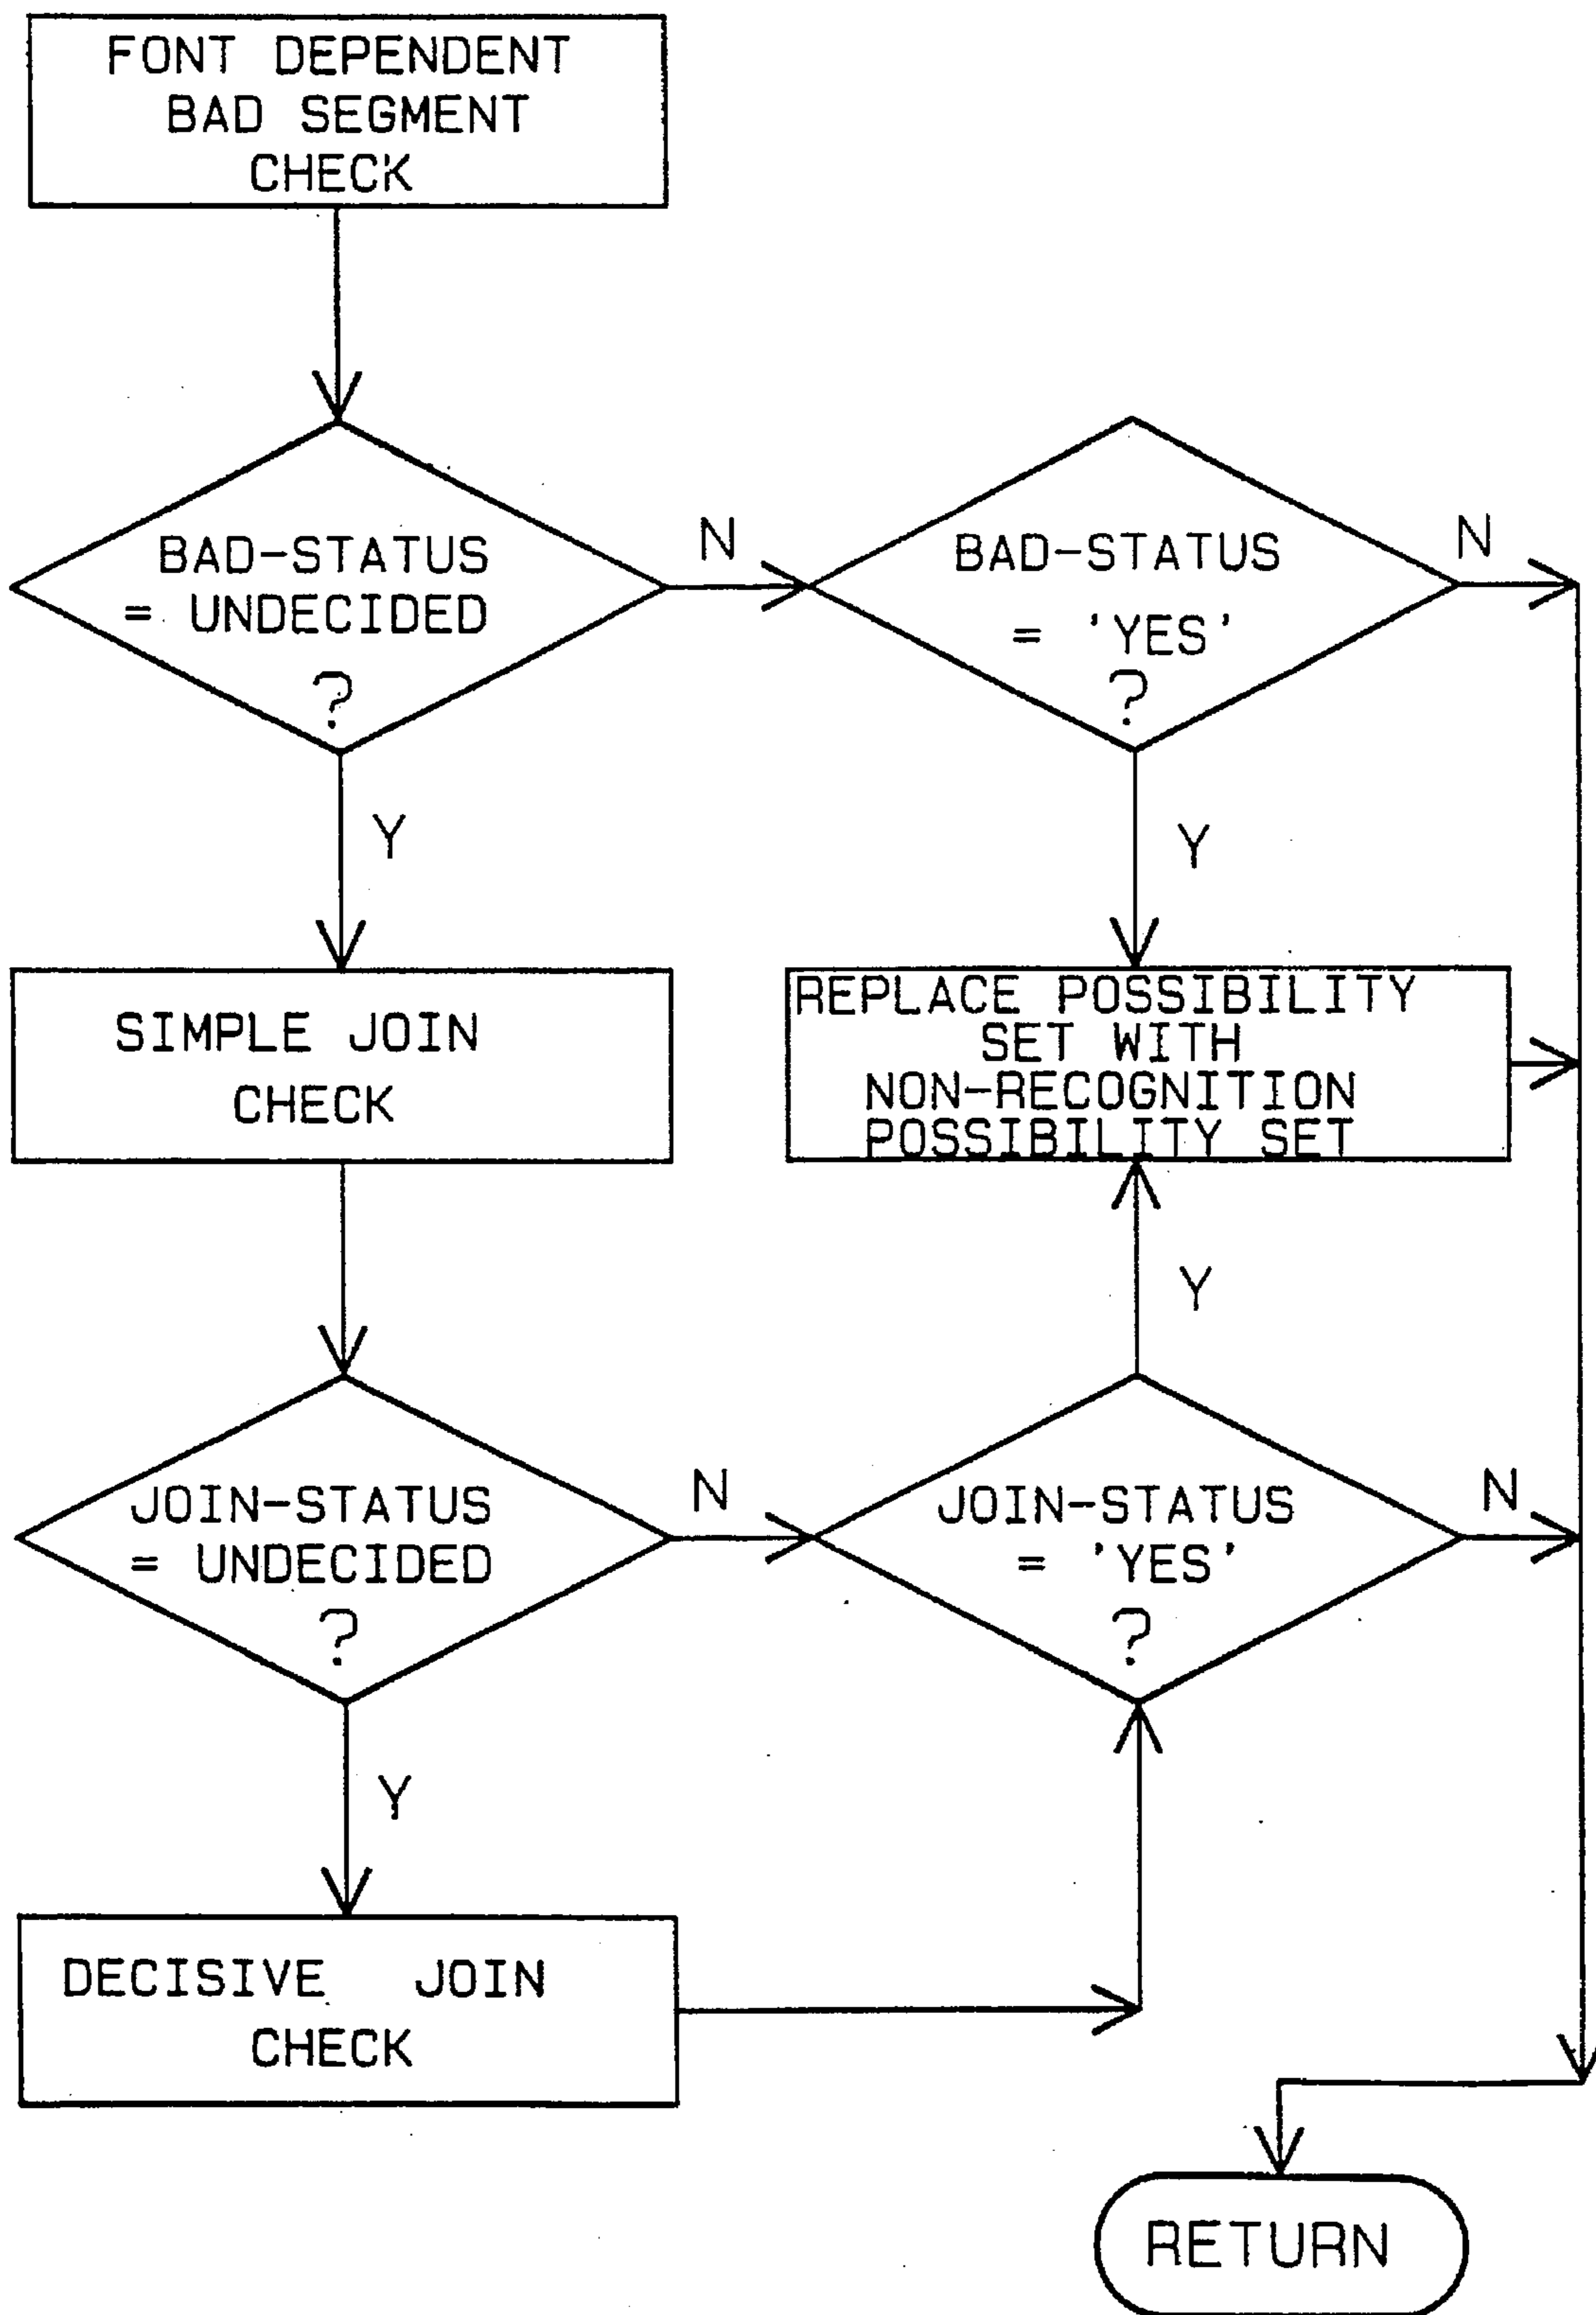 FONT DEPENDENT
BAD SEGMENT
CHECK
BAD-STATUS
= UNDECIDED
?
N
BAD-STATUS
= 'YES'
?
N
Y
Y
SIMPLE JOIN
CHECK
REPLACE POSSIBILITY
SET WITH
NON-RECOGNITION
POSSIBILITY SET
Y
JOIN-STATUS
= UNDECIDED
?
N
JOIN-STATUS
= 'YES'
?
N
Y
DECISIVE JOIN
CHECK
RETURN